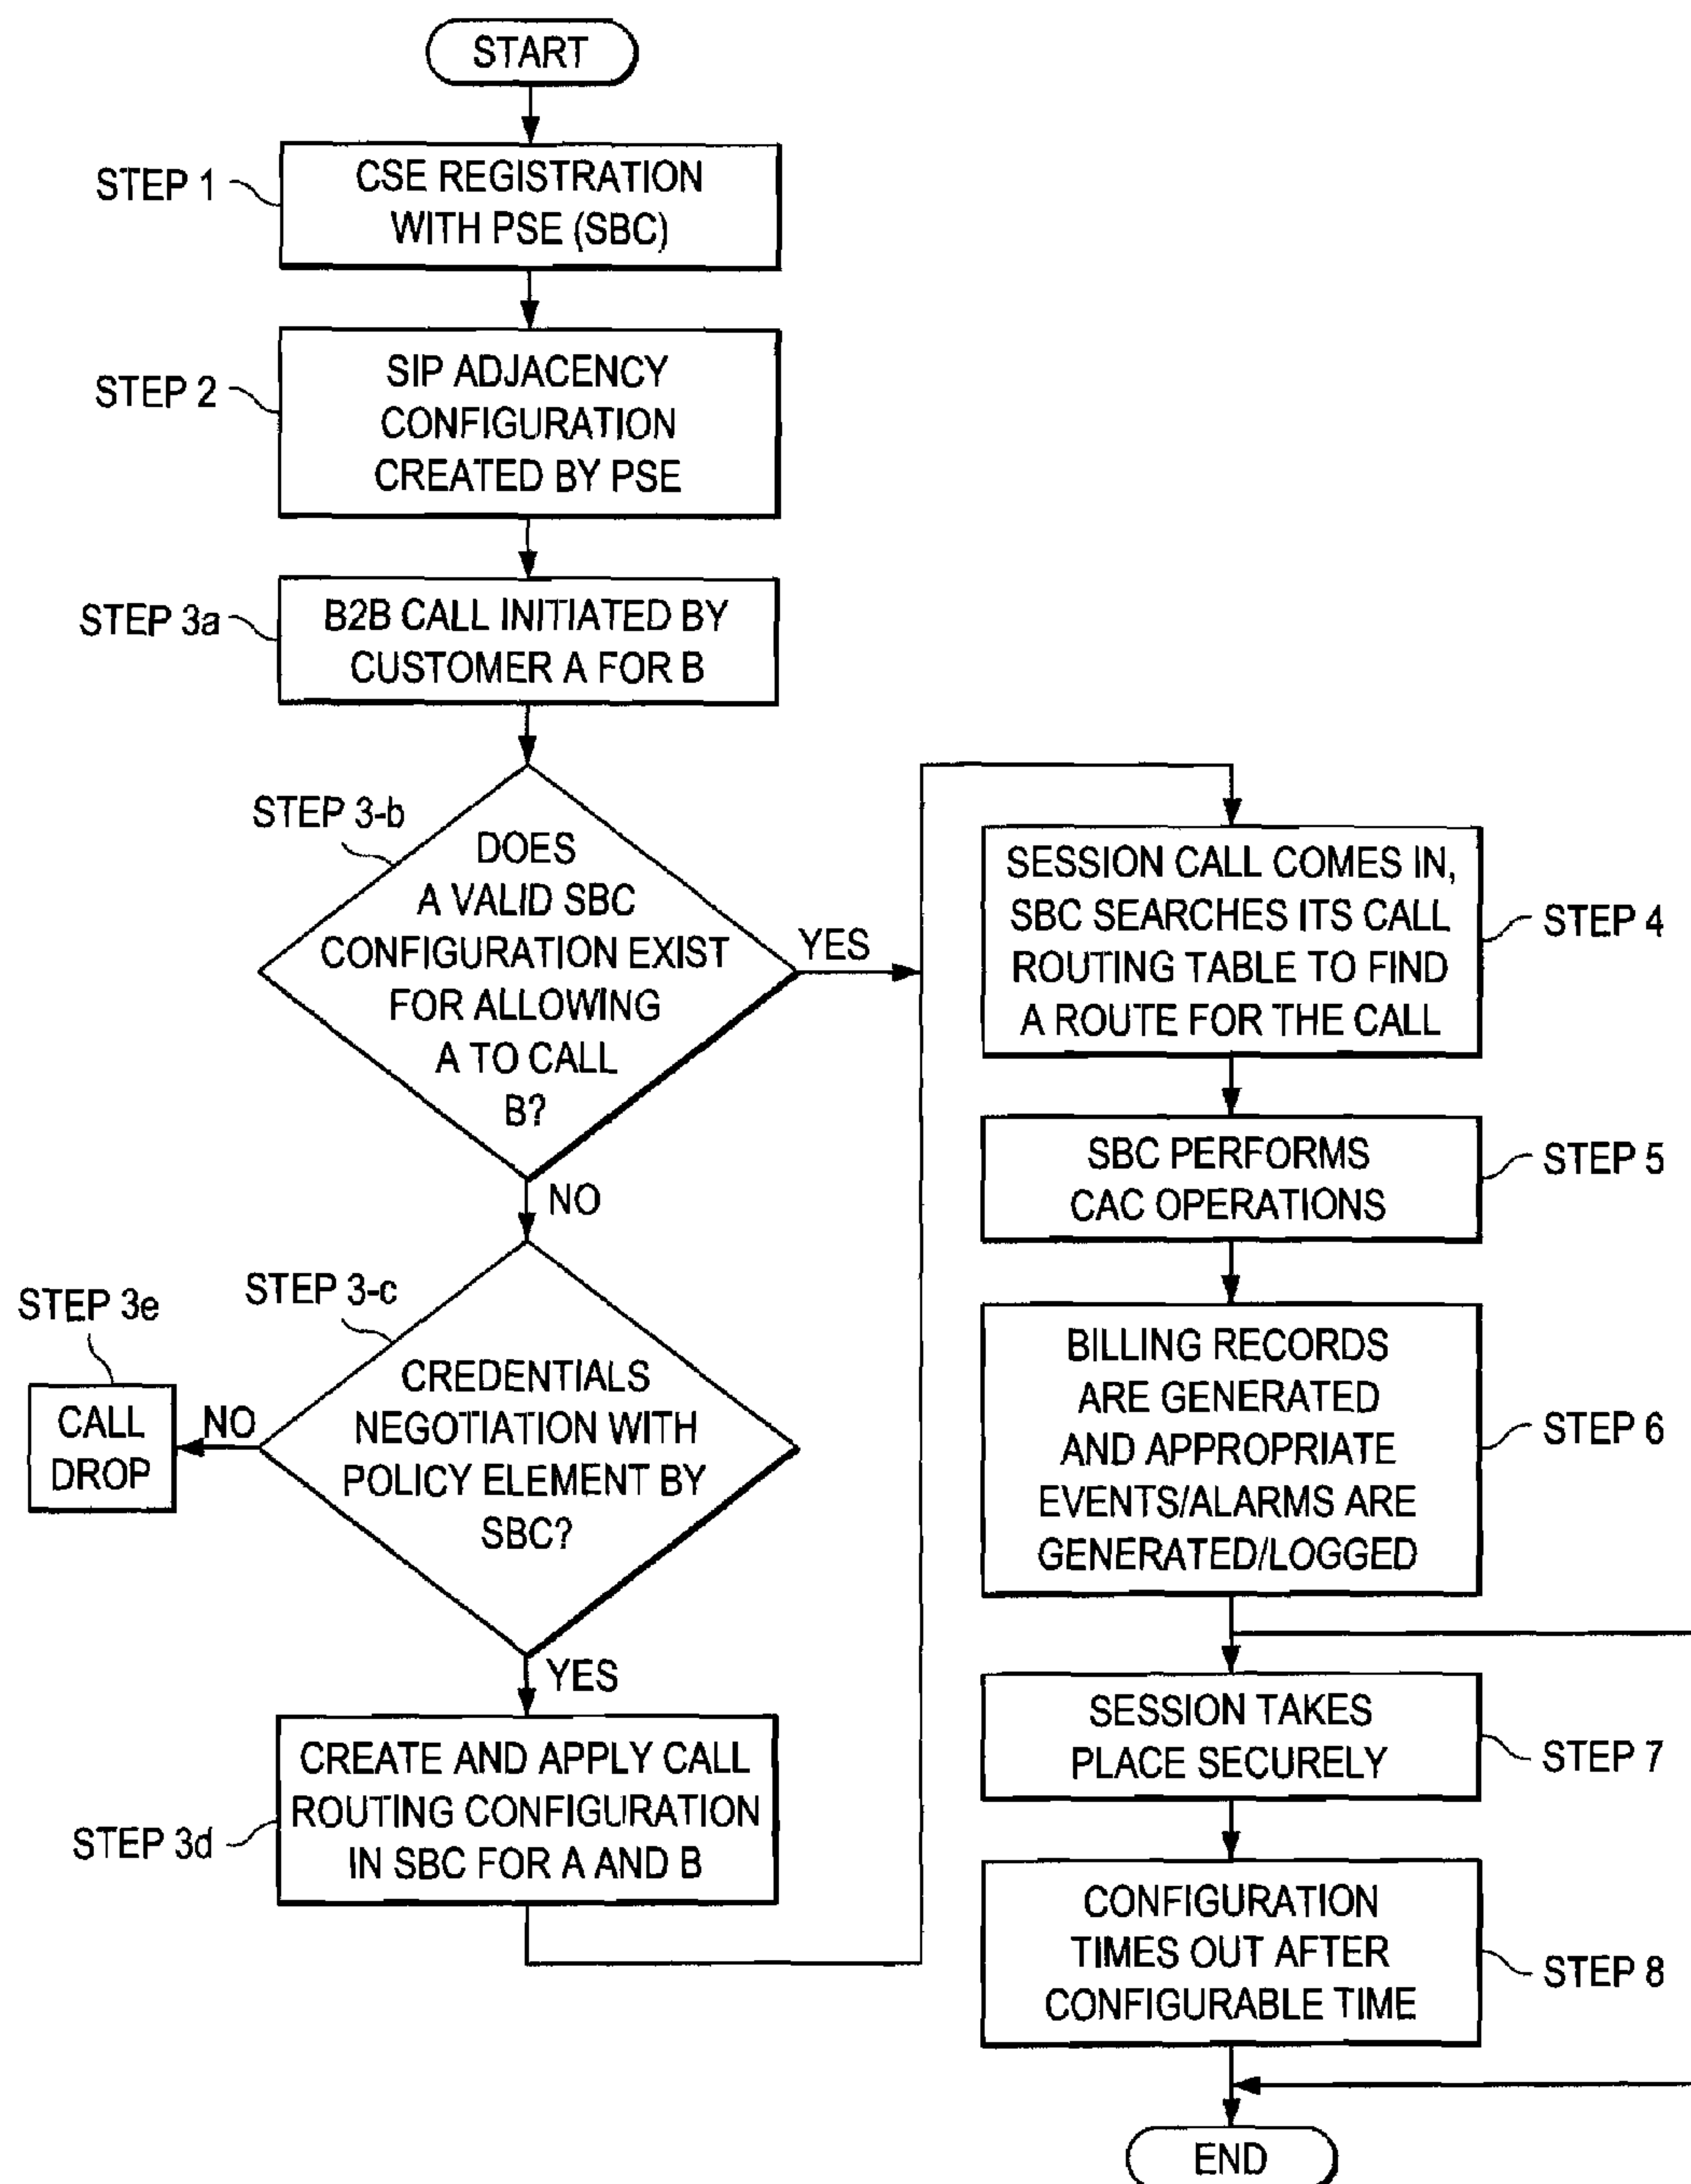 START
STEP 1
CSE REGISTRATION
WITH PSE (SBC)
STEP 2
SIP ADJACENCY
CONFIGURATION
CREATED BY PSE
STEP 3a
B2B CALL INITIATED BY
CUSTOMER A FOR B
STEP 3-b
DOES
A VALID SBC
CONFIGURATION EXIST
FOR ALLOWING
A TO CALL
B?
YES
NO
STEP 3-c
CREDENTIALS
NEGOTIATION WITH
POLICY ELEMENT BY
SBC?
NO
STEP 3e
CALL
DROP
YES
STEP 3d
CREATE AND APPLY CALL
ROUTING CONFIGURATION
IN SBC FOR A AND B
SESSION CALL COMES IN,
SBC SEARCHES ITS CALL
ROUTING TABLE TO FIND
A ROUTE FOR THE CALL
STEP 4
SBC PERFORMS
CAC OPERATIONS
STEP 5
BILLING RECORDS
ARE GENERATED
AND APPROPRIATE
EVENTS/ALARMS ARE
GENERATED/LOGGED
STEP 6
SESSION TAKES
PLACE SECURELY
STEP 7
CONFIGURATION
TIMES OUT AFTER
CONFIGURABLE TIME
STEP 8
END